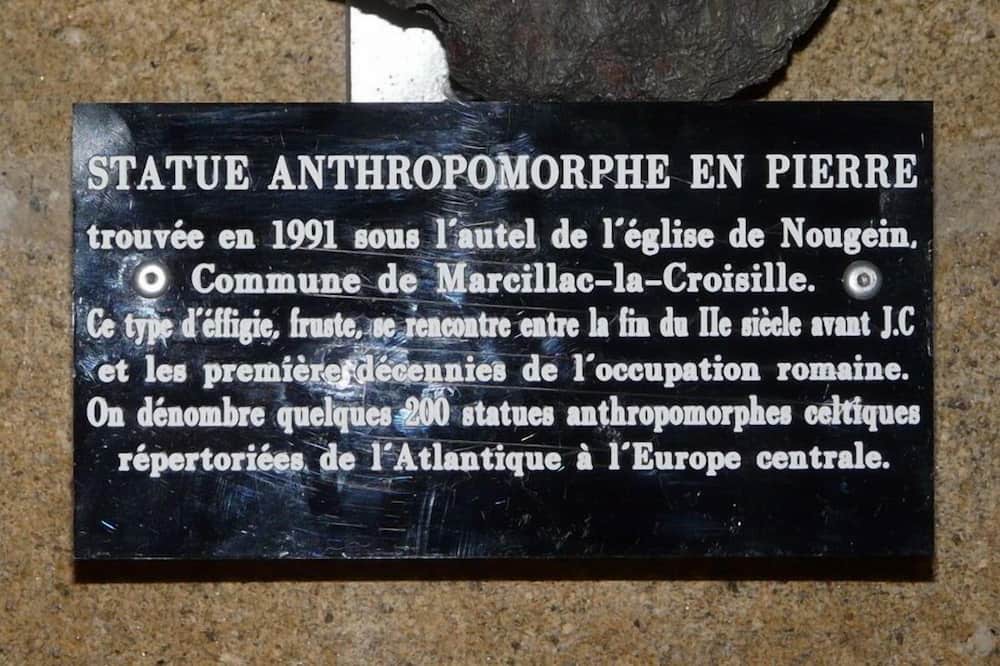 STATUE ANTHROPOMORPHE EN PIERRE
trouvée en 1991 sous l'autel de l'église de Nougein,
Commune de Marcillac-la-Croisille.
Ce type d'éffigie, fruste, se rencontre entre la fin du IIe siècle avant J.C
et les première décennies de l'occupation romaine.
On dénombre quelques 200 statues anthropomorphes celtiques
répertoriées de l'Atlantique à l'Europe centrale.